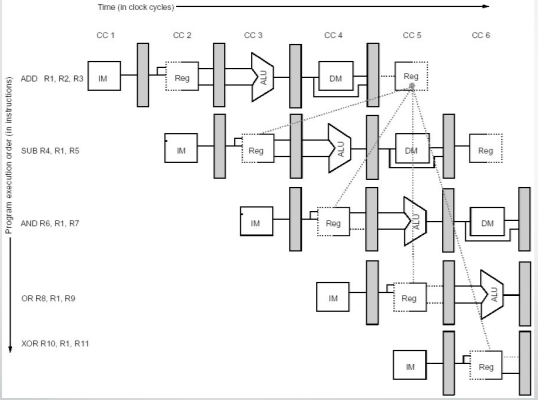 Time (in clock cycles)
CC 1 CC 2 CC 3 CC 4 CC 5 CC 6
Program execution order (in instructions)
ADD R1, R2, R3 IM Reg ALU DM Reg
SUB R4, R1, R5 IM Reg ALU DM Reg
AND R6, R1, R7 IM Reg ALU DM
OR R8, R1, R9 IM Reg ALU
XOR R10, R1, R11 IM Reg